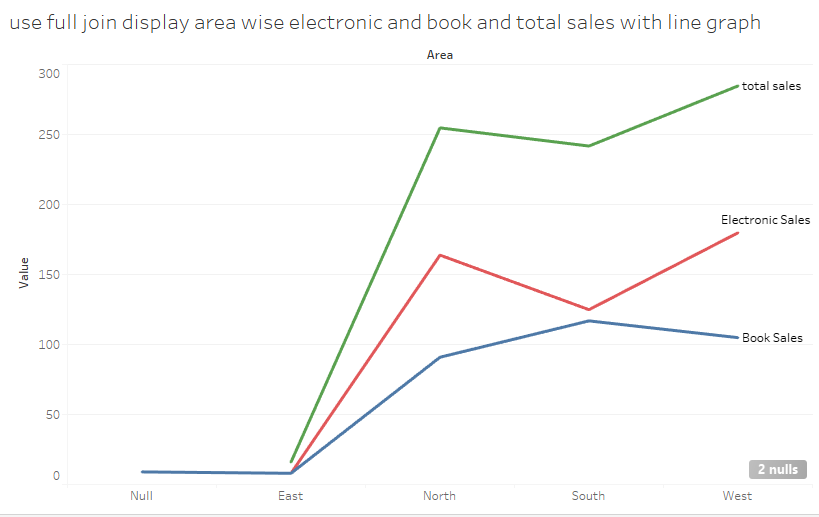 use full join display area wise electronic and book and total sales with line graph
Area
300
total sales
250
200
Electronic Sales
Value
150
100
Book Sales
50
2 nulls
0
Null East North South West